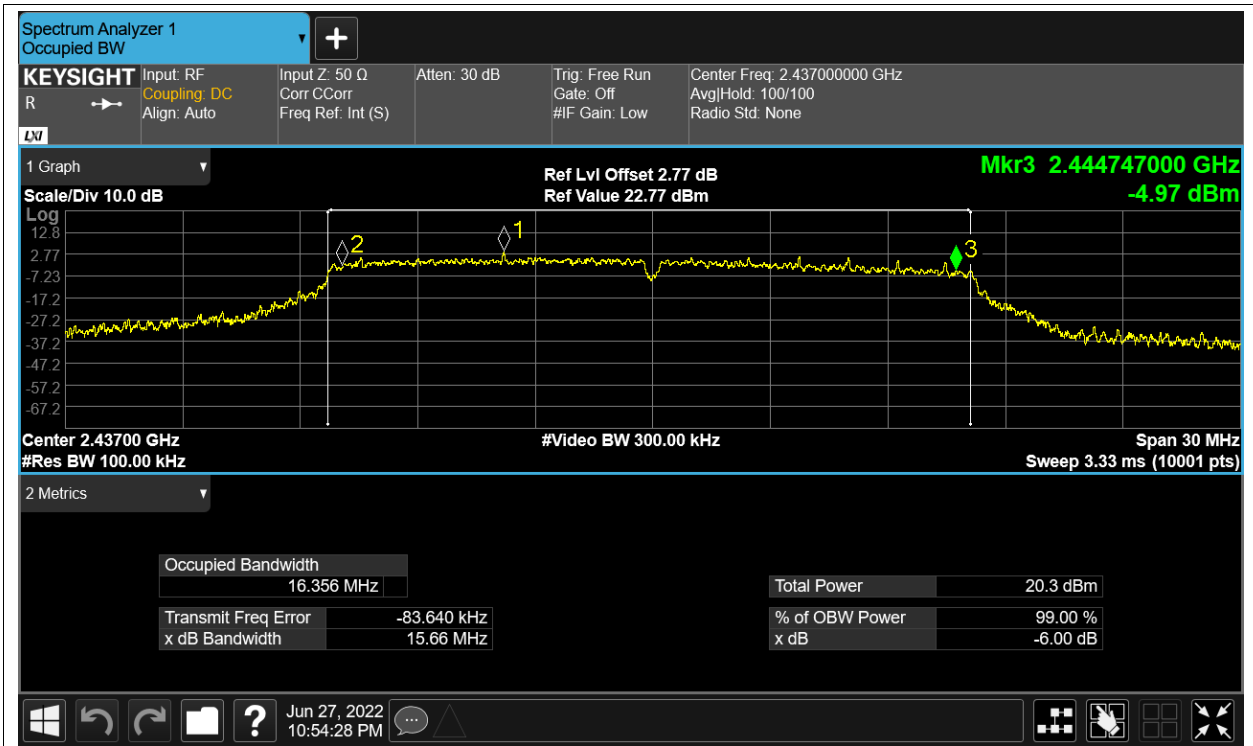 Spectrum Analyzer 1
Occupied BW
KEYSIGHT
R
LXI
Input: RF
Coupling: DC
Align: Auto
Input Z: 50 Ω
Corr CCorr
Freq Ref: Int (S)
Atten: 30 dB
Trig: Free Run
Gate: Off
#IF Gain: Low
Center Freq: 2.437000000 GHz
Avg|Hold: 100/100
Radio Std: None
1 Graph
Scale/Div 10.0 dB
Ref Lvl Offset 2.77 dB
Ref Value 22.77 dBm
Mkr3 2.444747000 GHz
-4.97 dBm
Log
12.8
2.77
-7.23
-17.2
-27.2
-37.2
-47.2
-57.2
-67.2
2
1
3
Center 2.43700 GHz
#Res BW 100.00 kHz
#Video BW 300.00 kHz
Span 30 MHz
Sweep 3.33 ms (10001 pts)
2 Metrics
Occupied Bandwidth
16.356 MHz
Transmit Freq Error -83.640 kHz
x dB Bandwidth 15.66 MHz
Total Power 20.3 dBm
% of OBW Power 99.00 %
x dB -6.00 dB
?
Jun 27, 2022
10:54:28 PM